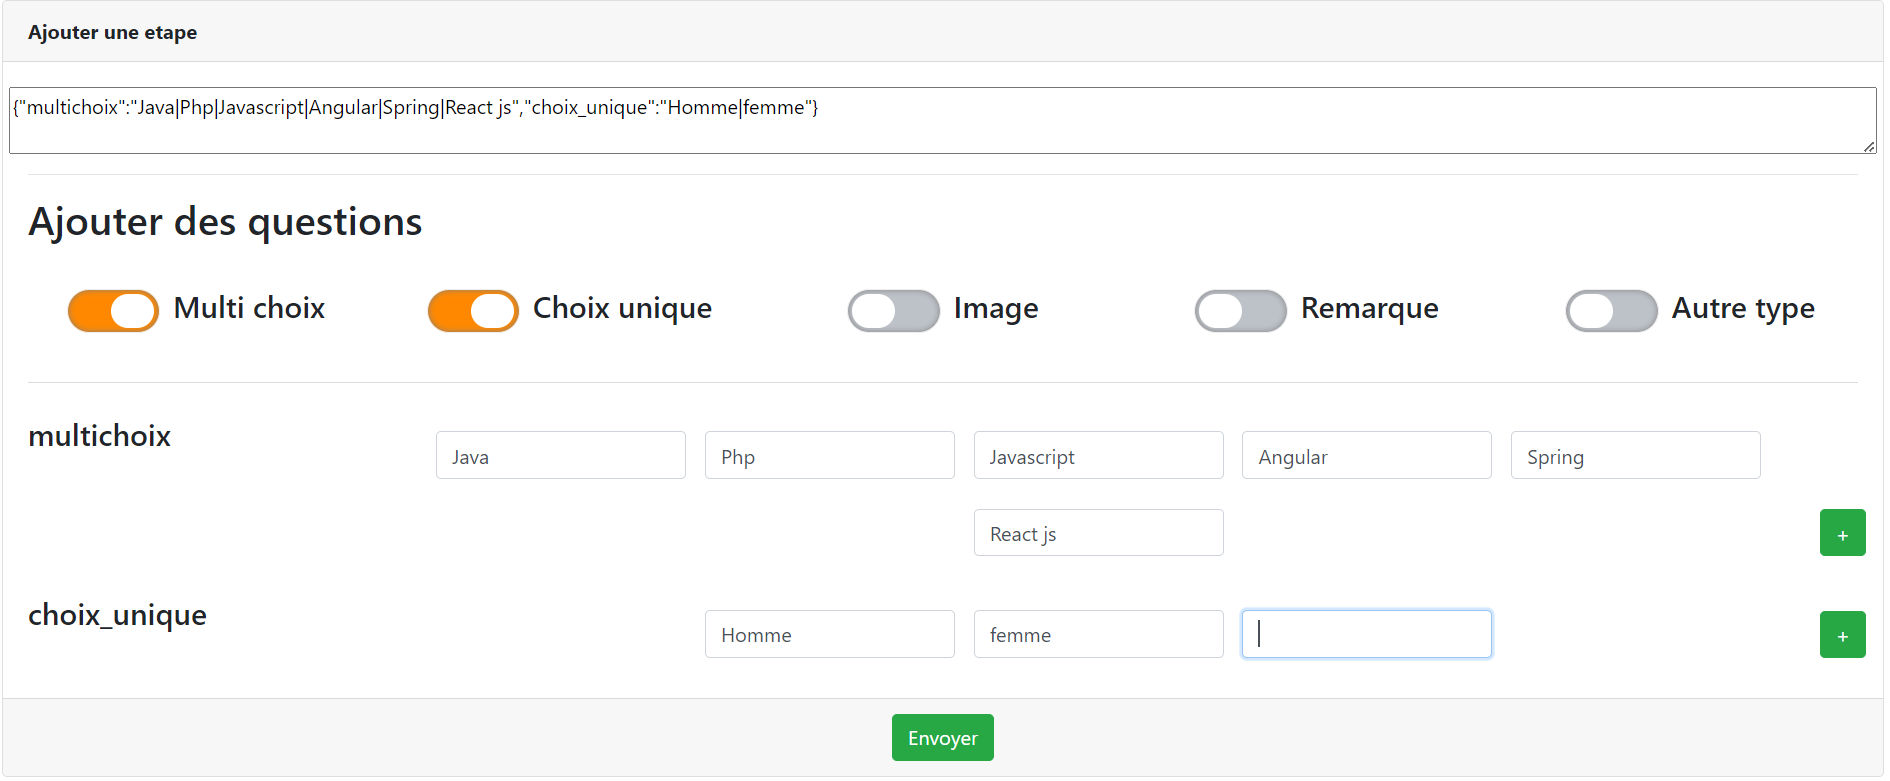 Ajouter une etape
{"multichoix":"Java|Php|Javascript|Angular|Spring|React js","choix_unique":"Homme|femme"}
Ajouter des questions
Multi choix Choix unique Image Remarque Autre type
multichoix Java Php Javascript Angular Spring
React js +
choix_unique Homme femme +
Envoyer